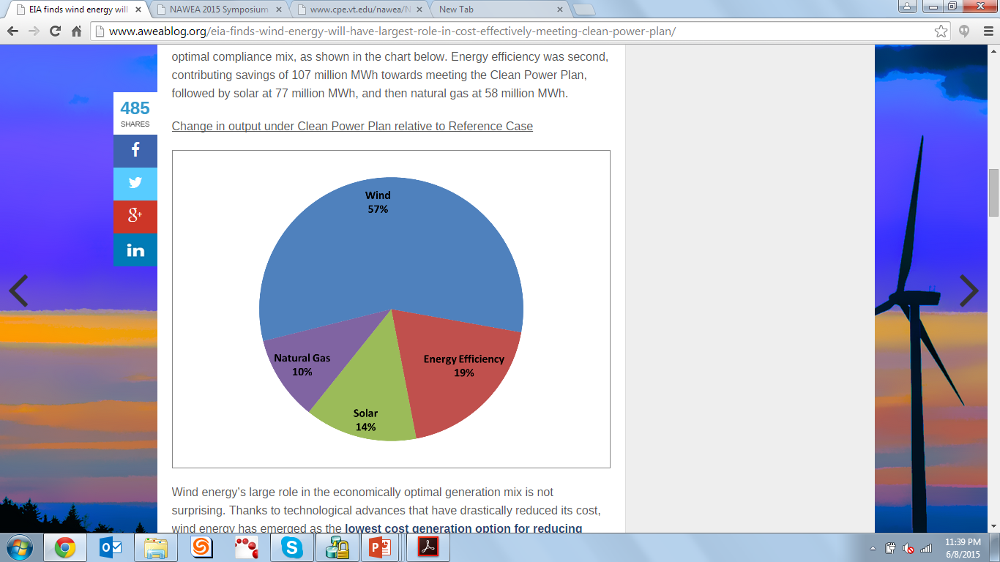 EIA finds wind energy will
NAWEA 2015 Symposium
www.cpe.vt.edu/nawea/N
New Tab
www.aweablog.org/eia-finds-wind-energy-will-have-largest-role-in-cost-effectively-meeting-clean-power-plan/
optimal compliance mix, as shown in the chart below. Energy efficiency was second,
contributing savings of 107 million MWh towards meeting the Clean Power Plan,
followed by solar at 77 million MWh, and then natural gas at 58 million MWh.
485
SHARES
f
g+
in
Change in output under Clean Power Plan relative to Reference Case
Wind
57%
Natural Gas
10%
Energy Efficiency
19%
Solar
14%
Wind energy's large role in the economically optimal generation mix is not
surprising. Thanks to technological advances that have drastically reduced its cost,
wind energy has emerged as the lowest cost generation option for reducing
11:39 PM
6/8/2015